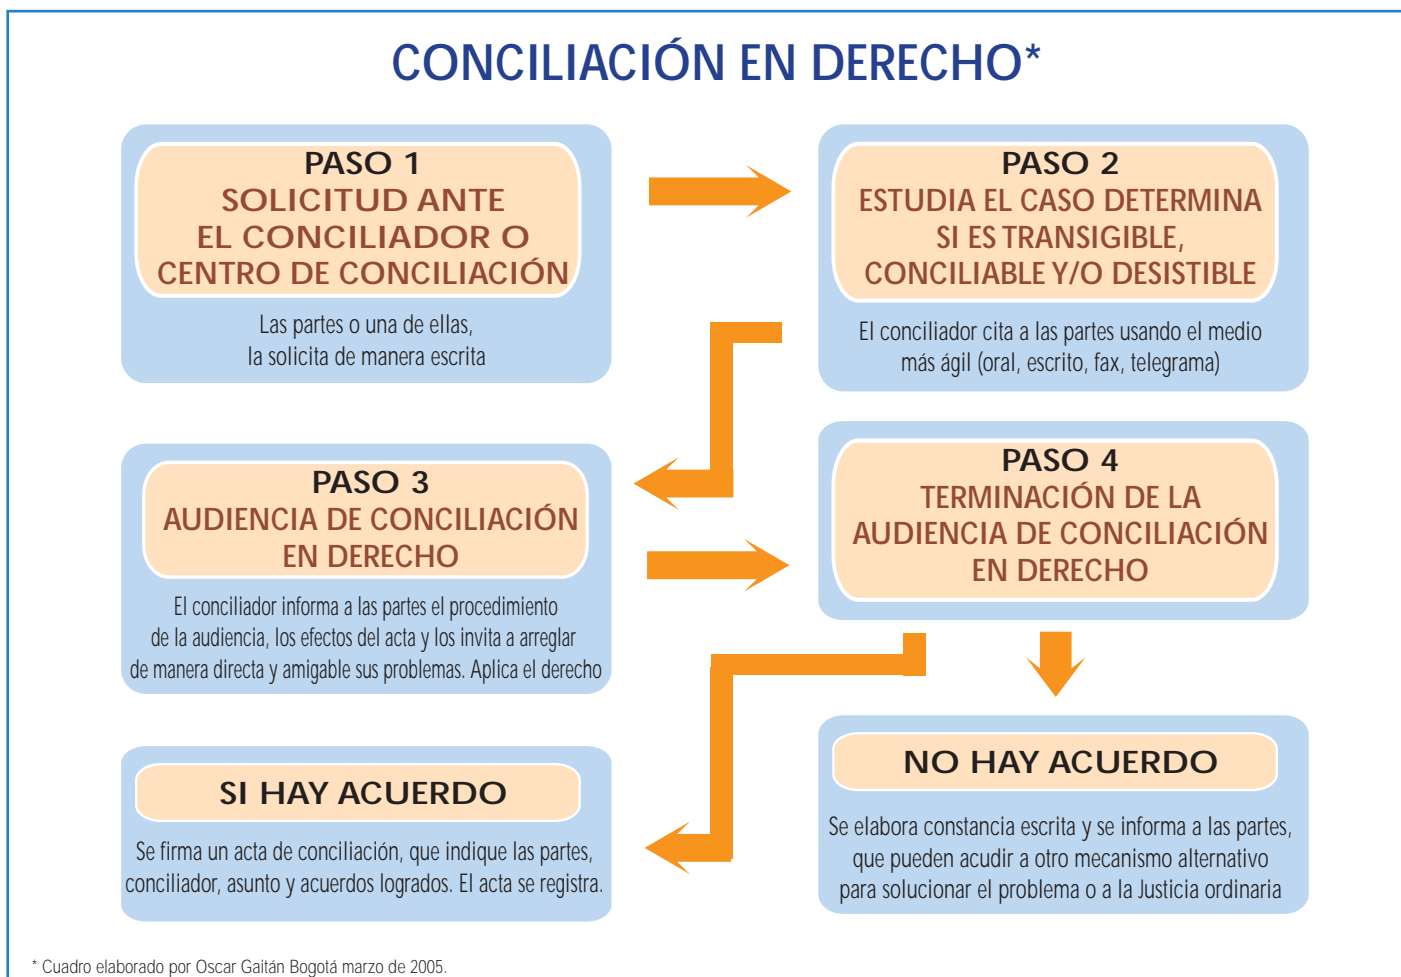 CONCILIACIÓN EN DERECHO*
PASO 1
SOLICITUD ANTE
EL CONCILIADOR O
CENTRO DE CONCILIACIÓN
Las partes o una de ellas,
la solicita de manera escrita
PASO 2
ESTUDIA EL CASO DETERMINA
SI ES TRANSIGIBLE,
CONCILIABLE Y/O DESISTIBLE
El conciliador cita a las partes usando el medio
más ágil (oral, escrito, fax, telegrama)
PASO 3
AUDIENCIA DE CONCILIACIÓN
EN DERECHO
El conciliador informa a las partes el procedimiento
de la audiencia, los efectos del acta y los invita a arreglar
de manera directa y amigable sus problemas. Aplica el derecho
PASO 4
TERMINACIÓN DE LA
AUDIENCIA DE CONCILIACIÓN
EN DERECHO
SI HAY ACUERDO
Se firma un acta de conciliación, que indique las partes,
conciliador, asunto y acuerdos logrados. El acta se registra.
NO HAY ACUERDO
Se elabora constancia escrita y se informa a las partes,
que pueden acudir a otro mecanismo alternativo
para solucionar el problema o a la Justicia ordinaria
* Cuadro elaborado por Oscar Gaitán Bogotá marzo de 2005.